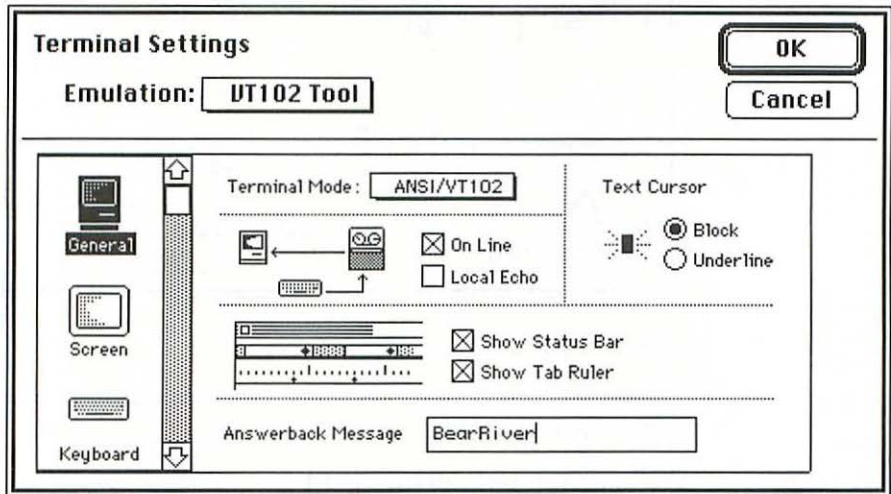 Terminal Settings
OK
Emulation: VT102 Tool
Cancel
General
Screen
Keyboard
Terminal Mode: ANSI/VT102
Text Cursor
Block
Underline
On Line
Local Echo
Show Status Bar
Show Tab Ruler
Answerback Message BearRiver